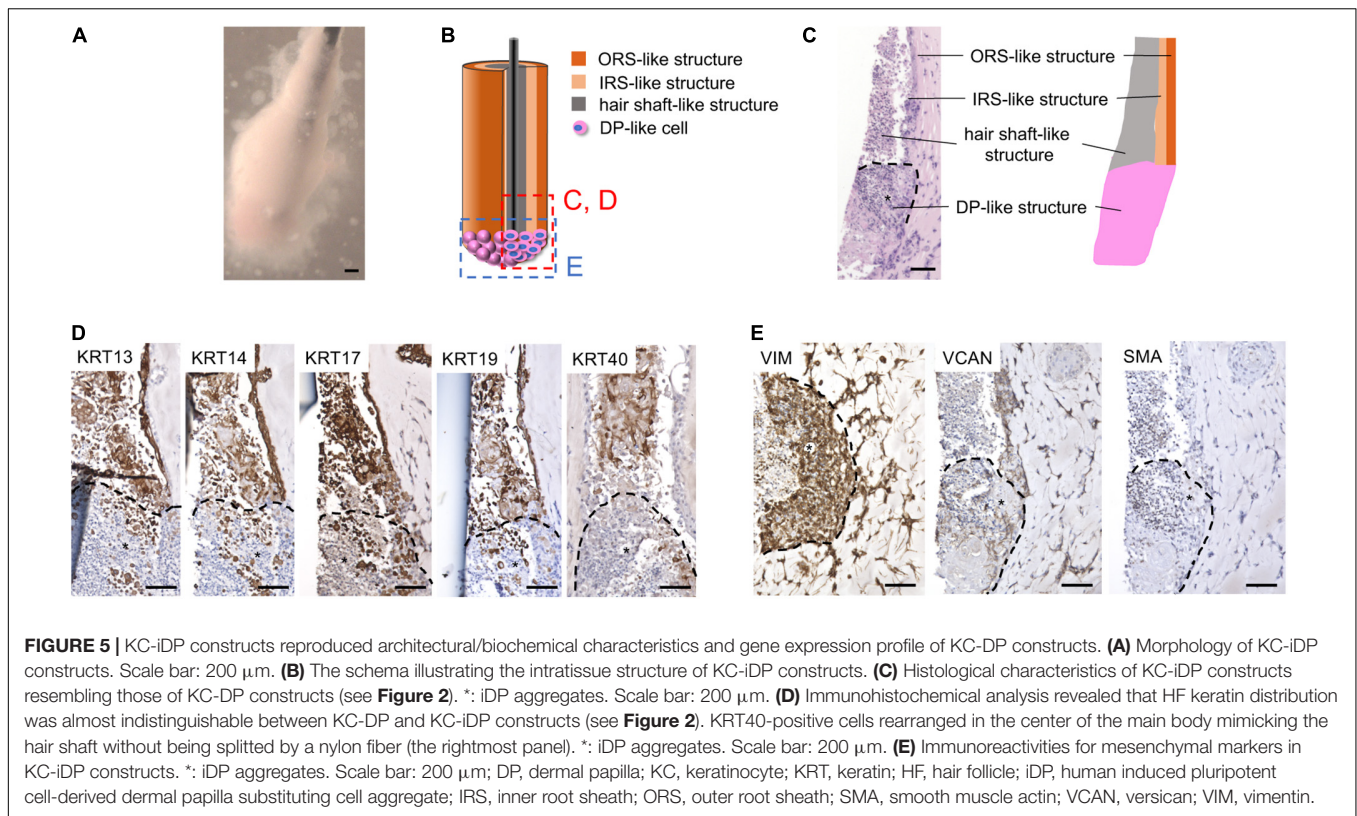 A
B
ORS-like structure
IRS-like structure
hair shaft-like structure
DP-like cell
C, D
E
C
ORS-like structure
IRS-like structure
hair shaft-like
structure
DP-like structure
*
D
KRT13
KRT14
KRT17
KRT19
KRT40
*
*
*
*
*
E
VIM
VCAN
SMA
*
*
*
FIGURE 5 | KC-iDP constructs reproduced architectural/biochemical characteristics and gene expression profile of KC-DP constructs. (A) Morphology of KC-iDP
constructs. Scale bar: 200 μm. (B) The schema illustrating the intratissue structure of KC-iDP constructs. (C) Histological characteristics of KC-iDP constructs
resembling those of KC-DP constructs (see Figure 2). *: iDP aggregates. Scale bar: 200 μm. (D) Immunohistochemical analysis revealed that HF keratin distribution
was almost indistinguishable between KC-DP and KC-iDP constructs (see Figure 2). KRT40-positive cells rearranged in the center of the main body mimicking the
hair shaft without being splitted by a nylon fiber (the rightmost panel). *: iDP aggregates. Scale bar: 200 μm. (E) Immunoreactivities for mesenchymal markers in
KC-iDP constructs. *: iDP aggregates. Scale bar: 200 μm; DP, dermal papilla; KC, keratinocyte; KRT, keratin; HF, hair follicle; iDP, human induced pluripotent
cell-derived dermal papilla substituting cell aggregate; IRS, inner root sheath; ORS, outer root sheath; SMA, smooth muscle actin; VCAN, versican; VIM, vimentin.